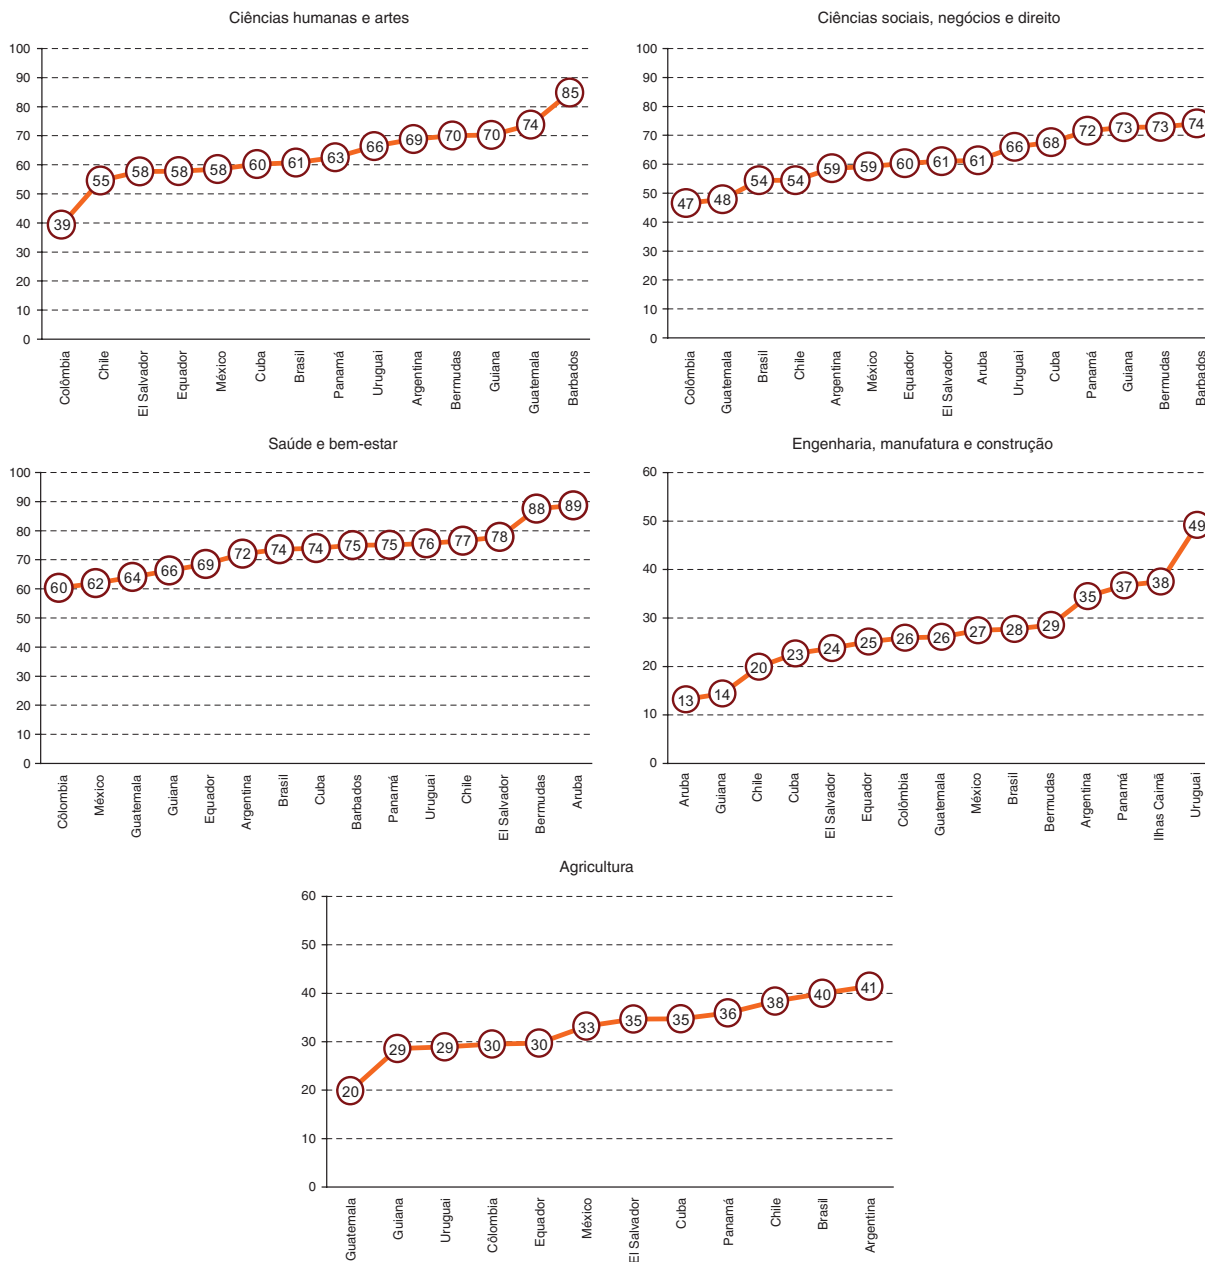 Ciências humanas e artes
100
90
80
70
60
50
40
30
20
10
0
39
55
58
58
58
60
61
63
66
69
70
70
74
85
Colômbia
Chile
El Salvador
Equador
México
Cuba
Brasil
Panamá
Uruguai
Argentina
Bermudas
Guiana
Guatemala
Barbados
Ciências sociais, negócios e direito
100
90
80
70
60
50
40
30
20
10
0
47
48
54
54
59
59
60
61
61
66
68
72
73
73
74
Colômbia
Guatemala
Brasil
Chile
Argentina
México
Equador
El Salvador
Aruba
Uruguai
Cuba
Panamá
Guiana
Bermudas
Barbados
Saúde e bem-estar
100
90
80
70
60
50
40
30
20
10
0
60
62
64
66
69
72
74
74
75
75
76
77
78
88
89
Côlombia
México
Guatemala
Guiana
Equador
Argentina
Brasil
Cuba
Barbados
Panamá
Uruguai
Chile
El Salvador
Bermudas
Aruba
Engenharia, manufatura e construção
60
50
40
30
20
10
0
13
14
20
23
24
25
26
26
27
28
29
35
37
38
49
Aruba
Guiana
Chile
Cuba
El Salvador
Equador
Colômbia
Guatemala
México
Brasil
Bermudas
Argentina
Panamá
Ilhas Caimã
Uruguai
Agricultura
60
50
40
30
20
10
0
20
29
29
30
30
33
35
35
36
38
40
41
Guatemala
Guiana
Uruguai
Côlombia
Equador
México
El Salvador
Cuba
Panamá
Chile
Brasil
Argentina